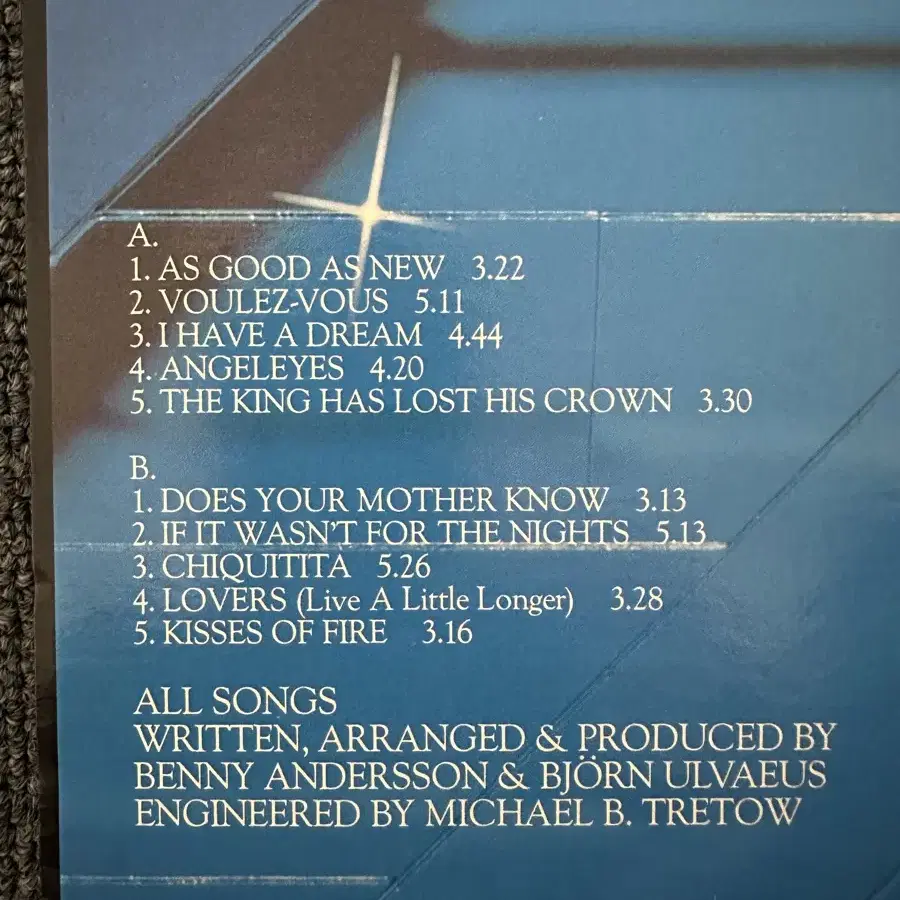 A.
1. AS GOOD AS NEW 3.22
2. VOULEZ-VOUS 5.11
3. I HAVE A DREAM 4.44
4. ANGELEYES 4.20
5. THE KING HAS LOST HIS CROWN 3.30
B.
1. DOES YOUR MOTHER KNOW 3.13
2. IF IT WASN'T FOR THE NIGHTS 5.13
3. CHIQUITITA 5.26
4. LOVERS (Live A Little Longer) 3.28
5. KISSES OF FIRE 3.16
ALL SONGS
WRITTEN, ARRANGED & PRODUCED BY
BENNY ANDERSSON & BJÖRN ULVAEUS
ENGINEERED BY MICHAEL B. TRETOW